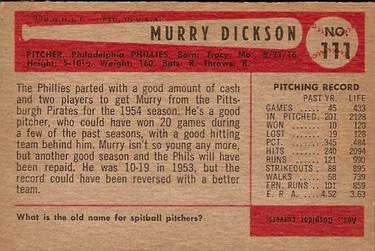 © B.G.H.L.I. PTD. IN U.S.A.
MURRY DICKSON
NO. 111
PITCHER, Philadelphia PHILLIES. Born: Tracy, Mo. 8/21/16
Height: 5-10½. Weight: 160. Bats: R. Throws: R.
The Phillies parted with a good amount of cash
and two players to get Murry from the Pitts-
burgh Pirates for the 1954 season. He's a good
pitcher, who could have won 20 games during
a few of the past seasons, with a good hitting
team behind him. Murry isn't so young any more,
but another good season and the Phils will have
been repaid. He was 10-19 in 1953, but the
record could have been reversed with a better
team.
PITCHING RECORD
PAST YR. LIFE
GAMES 45 433
IN PITCHED 201 2128
WON 10 120
LOST 19 128
PCT. .345 .484
HITS 240 2094
RUNS 121 990
STRIKEOUTS 88 895
WALKS 58 739
ERN. RUNS 101 859
E. R. A. 4.52 3.63
What is the old name for spitball pitchers?
Ans.: Cuspidor curvers.